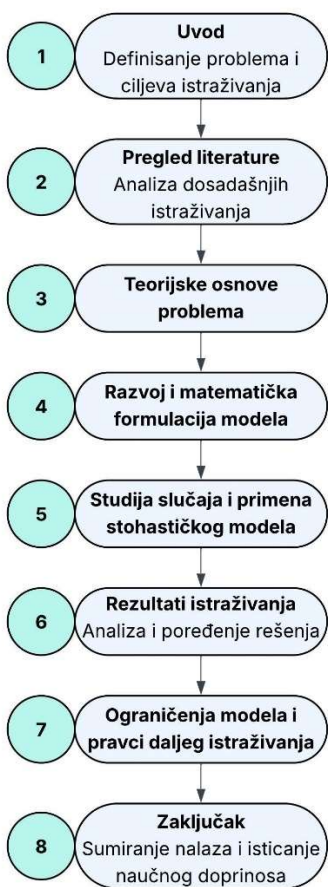 1
Uvod
Definisanje problema i
ciljeva istraživanja
2
Pregled literature
Analiza dosadašnjih
istraživanja
3
Teorijske osnove
problema
4
Razvoj i matematička
formulacija modela
5
Studija slučaja i primena
stohastičkog modela
6
Rezultati istraživanja
Analiza i poređenje rešenja
7
Ograničenja modela i
pravci daljeg istraživanja
8
Zaključak
Sumiranje nalaza i isticanje
naučnog doprinosa